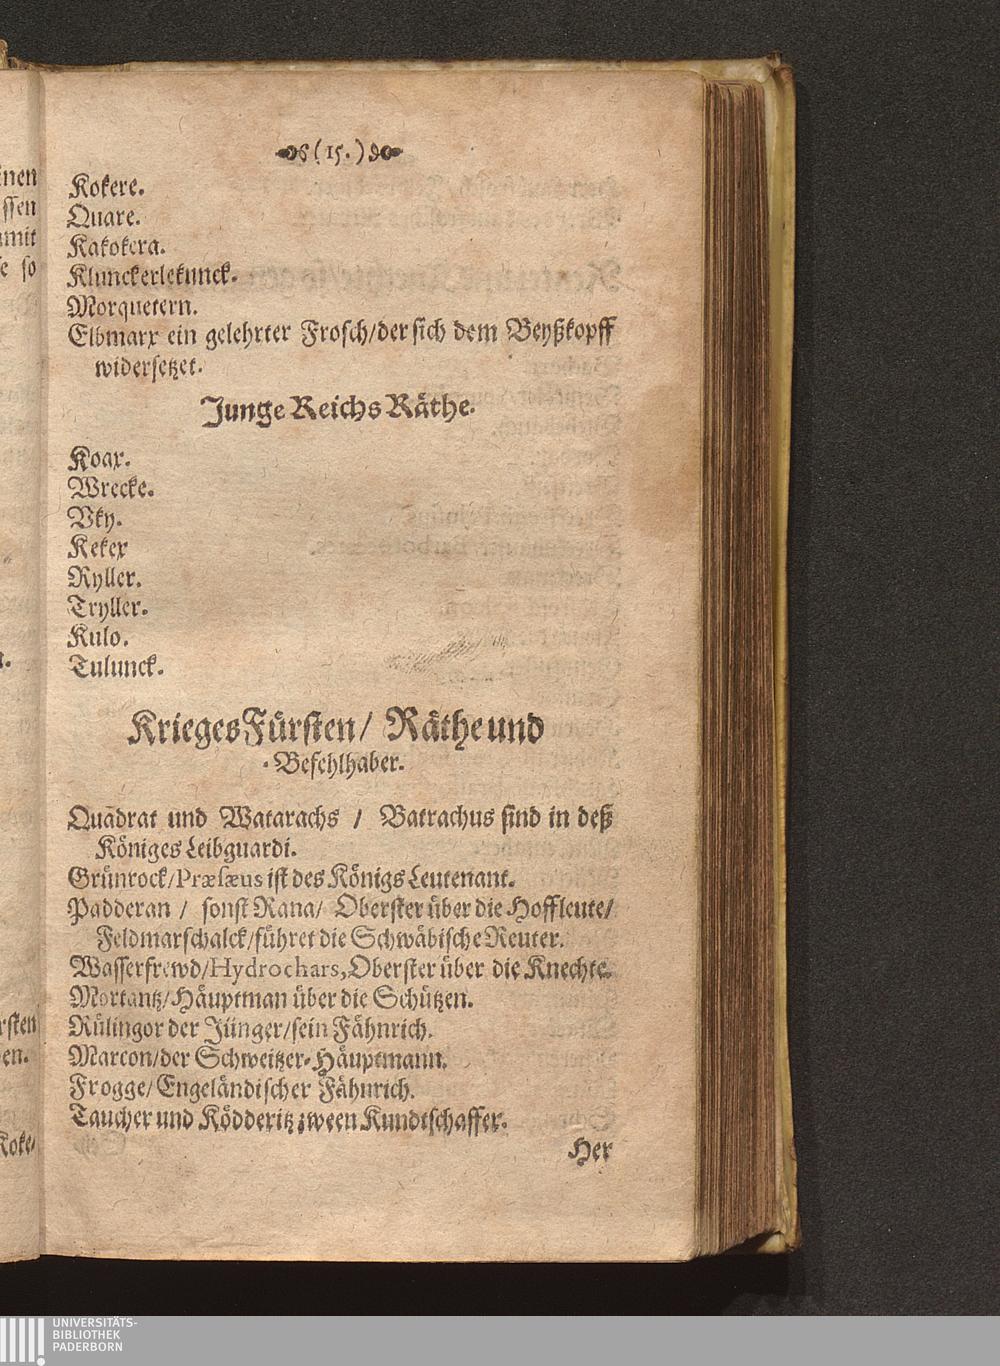 (15.)
Kokere.
Quare.
Kakokera.
Klunckerlekunck.
Morquetern.
Elbmarx ein gelehrter Frosch/der sich dem Beyßkopff
widersetzet.
Junge Reichs Räthe.
Koax.
Wrecke.
Vky.
Kekex
Ryller.
Tryller.
Kulo.
Tulunck.
Krieges Fürsten/ Räthe und
Befehlhaber.
Quadrat und Watarachs / Batrachus sind in deß
Königes Leibguardi.
Grünrock/Præsæus ist des Königs Leutenant.
Padderan / sonst Rana/ Oberster über die Hoffleute/
Feldmarschalck/führet die Schwäbische Reuter.
Wasserfrewd/Hydrochars, Oberster über die Knechte.
Mortantz/Häuptman über die Schützen.
Rülingor der Jünger/sein Fähnrich.
Marcon/der Schweitzer-Häuptmann.
Frogge/Engeländischer Fähnrich.
Taucher und Ködderitz zween Kundtschaffer.
Her
UNIVERSITÄTS-
BIBLIOTHEK
PADERBORN